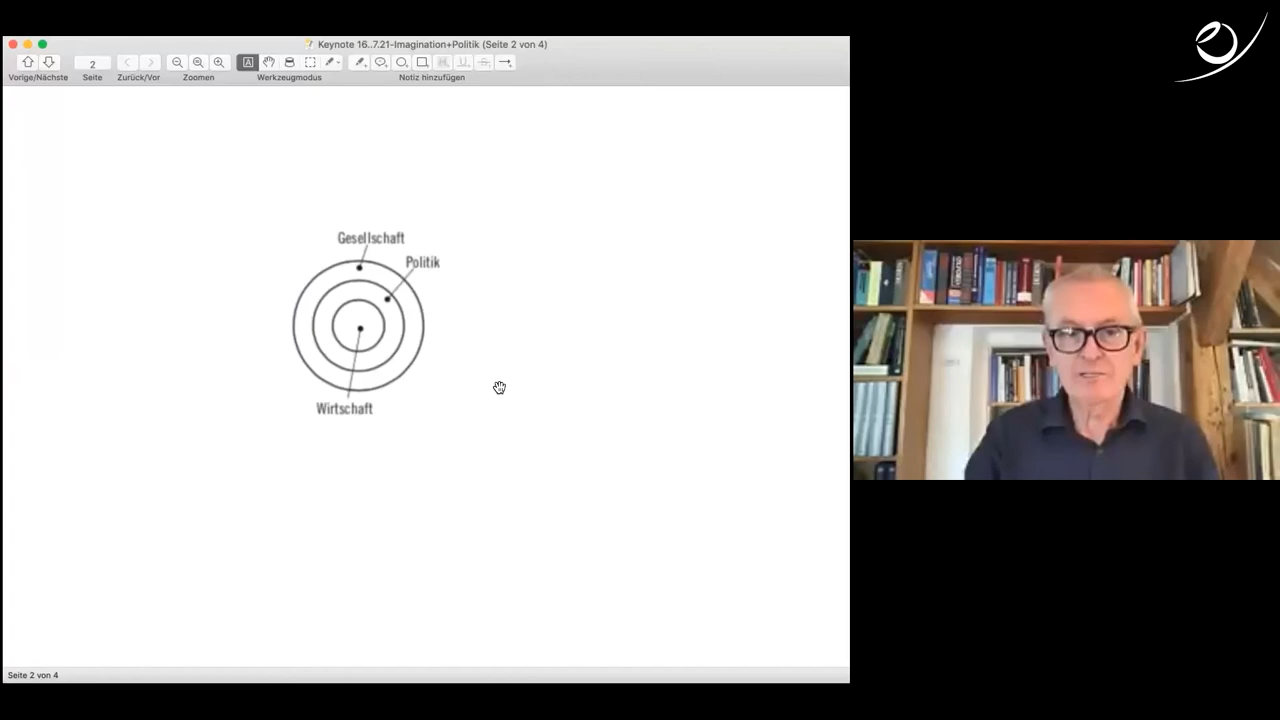 Keynote 16..7.21-Imagination+Politik (Seite 2 von 4)
2
Vorige/Nächste Seite Zurück/Vor Zoomen Werkzeugmodus Notiz hinzufügen
Gesellschaft
Politik
Wirtschaft
Seite 2 von 4